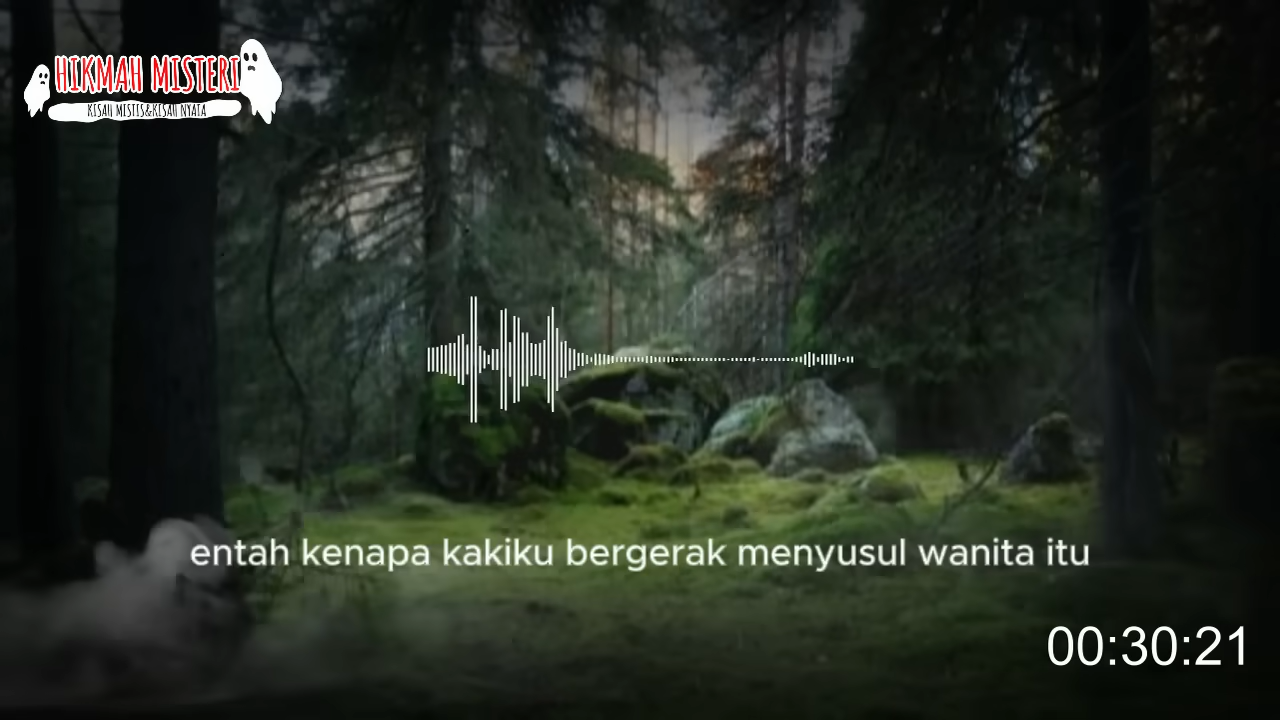 HIKMAH MISTERI
KISAH MISTIS&KISAH NYATA
entah kenapa kakiku bergerak menyusul wanita itu
00:30:21